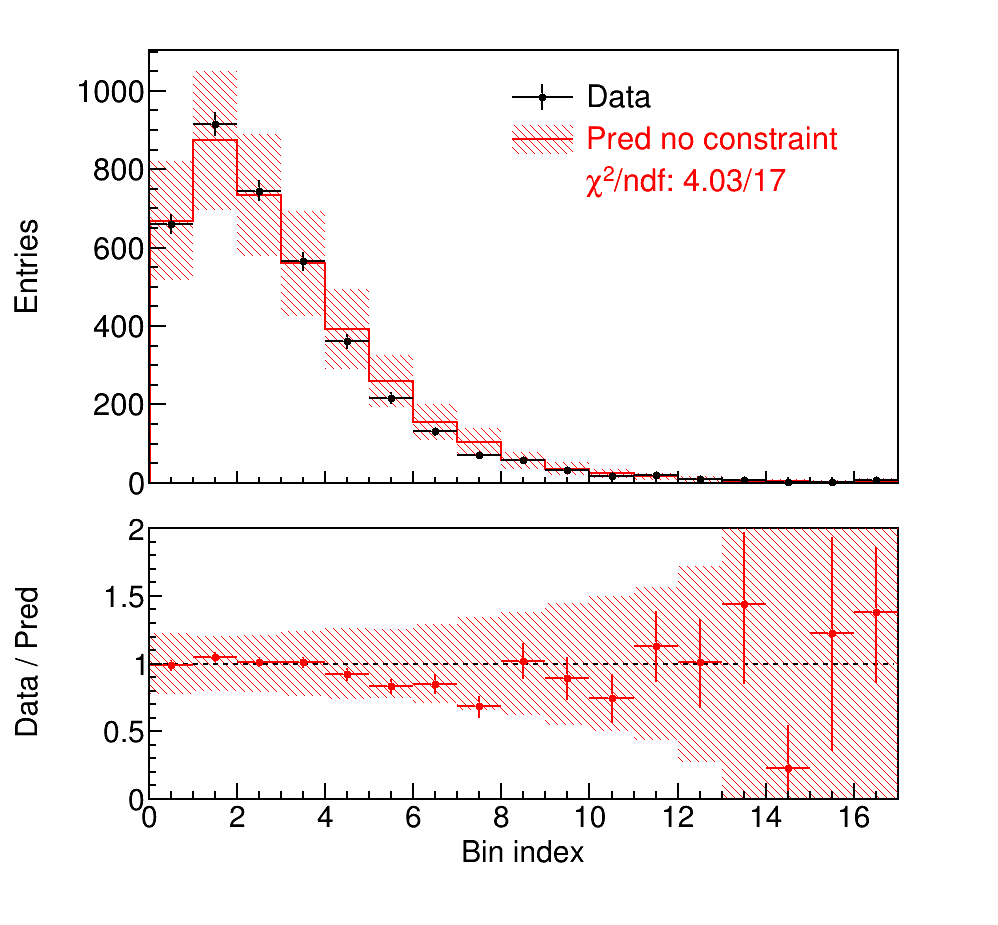 Data
Pred no constraint
χ²/ndf: 4.03/17
Entries
1000
800
600
400
200
0
Data / Pred
2
1.5
1
0.5
0
0 2 4 6 8 10 12 14 16
Bin index